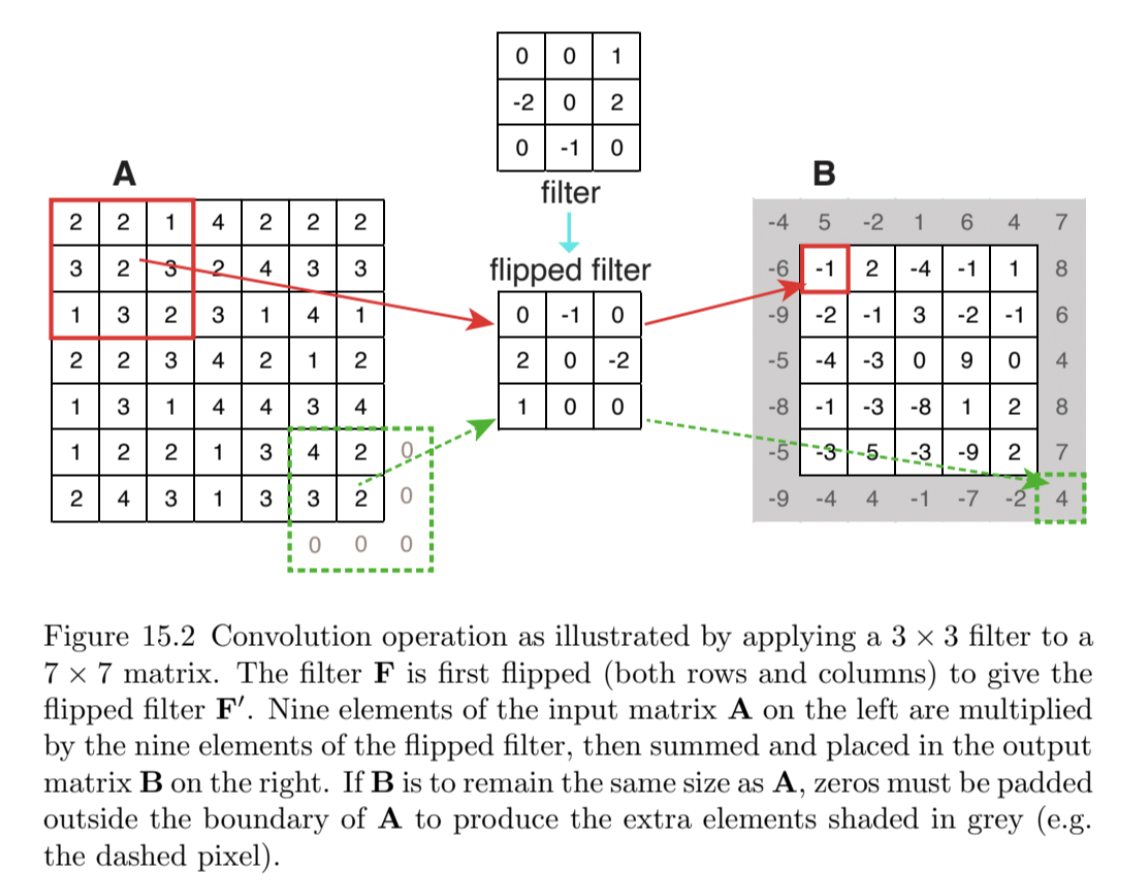 0 0 1
-2 0 2
0 -1 0
filter
A
2 2 1 4 2 2 2
3 2 3 2 4 3 3
1 3 2 3 1 4 1
2 2 3 4 2 1 2
1 3 1 4 4 3 4
1 2 2 1 3 4 2 0
2 4 3 1 3 3 2 0
0 0 0
flipped filter
0 -1 0
2 0 -2
1 0 0
B
-4 5 -2 1 6 4 7
-6 -1 2 -4 -1 1 8
-9 -2 -1 3 -2 -1 6
-5 -4 -3 0 9 0 4
-8 -1 -3 -8 1 2 8
-5 -3 5 -3 -9 2 7
-9 -4 4 -1 -7 -2 4
Figure 15.2 Convolution operation as illustrated by applying a 3 × 3 filter to a
7 × 7 matrix. The filter F is first flipped (both rows and columns) to give the
flipped filter F′. Nine elements of the input matrix A on the left are multiplied
by the nine elements of the flipped filter, then summed and placed in the output
matrix B on the right. If B is to remain the same size as A, zeros must be padded
outside the boundary of A to produce the extra elements shaded in grey (e.g.
the dashed pixel).